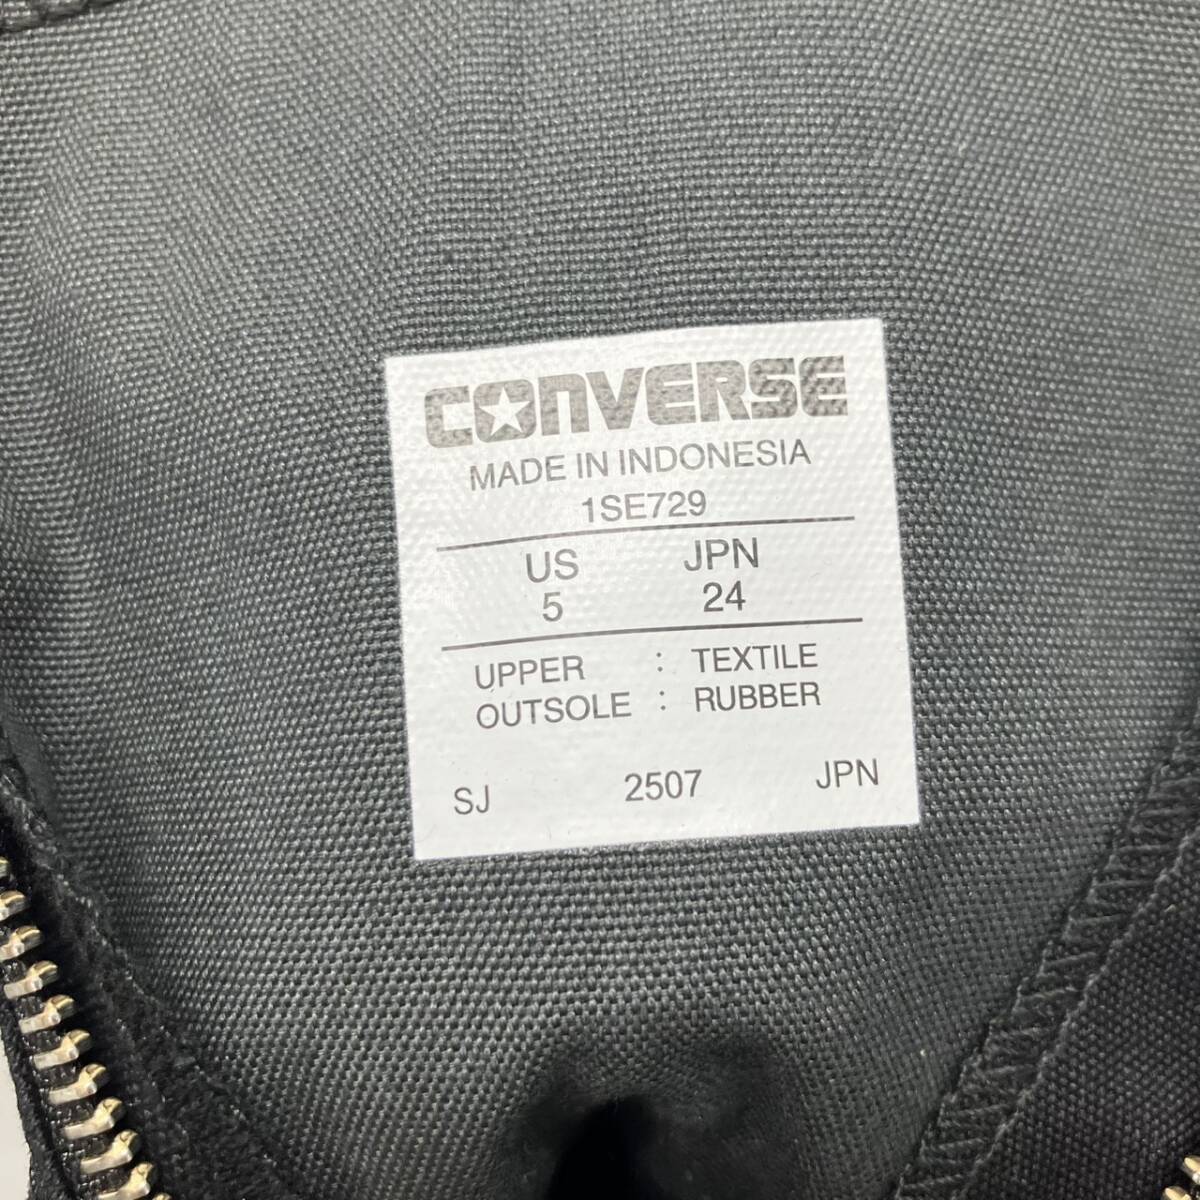 CONVERSE
MADE IN INDONESIA
1SE729
US JPN
5 24
UPPER : TEXTILE
OUTSOLE : RUBBER
SJ 2507 JPN